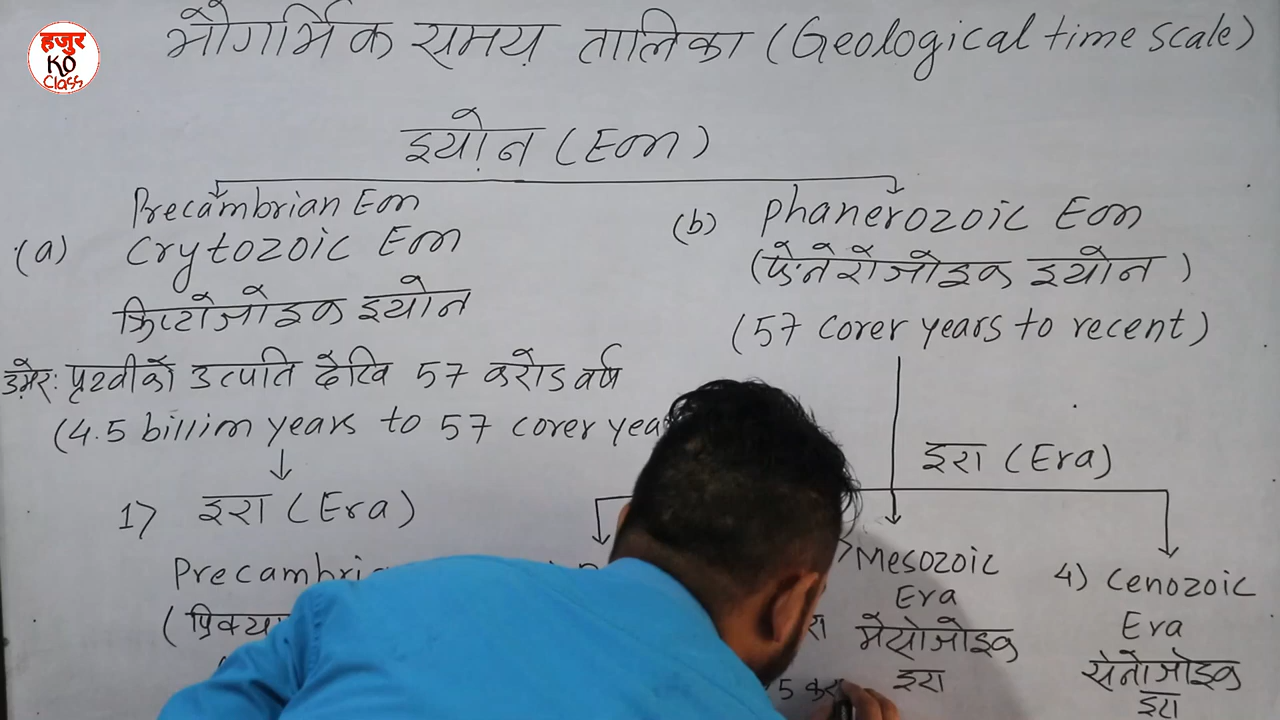 हजुर
KO
Class
भौगर्भिक समय तालिका (Geological time scale)
इयोन (Eon)
Precambrian Eon
(a) Crytozoic Eon
क्रिप्टोजोइक इयोन
उमेर: पृथ्वीको उत्पति देखि 57 करोड वर्ष
(4.5 billion years to 57 corer yea
↓
1) इरा (Era)
Precambri
(प्रिक्या
(b) Phanerozoic Eon
(फेनेरोजोइक इयोन)
(57 corer years to recent)
इरा (Era)
Mesozoic
Era
मेसोजोइक
इरा
4) Cenozoic
Era
सेनोजोइक
इरा